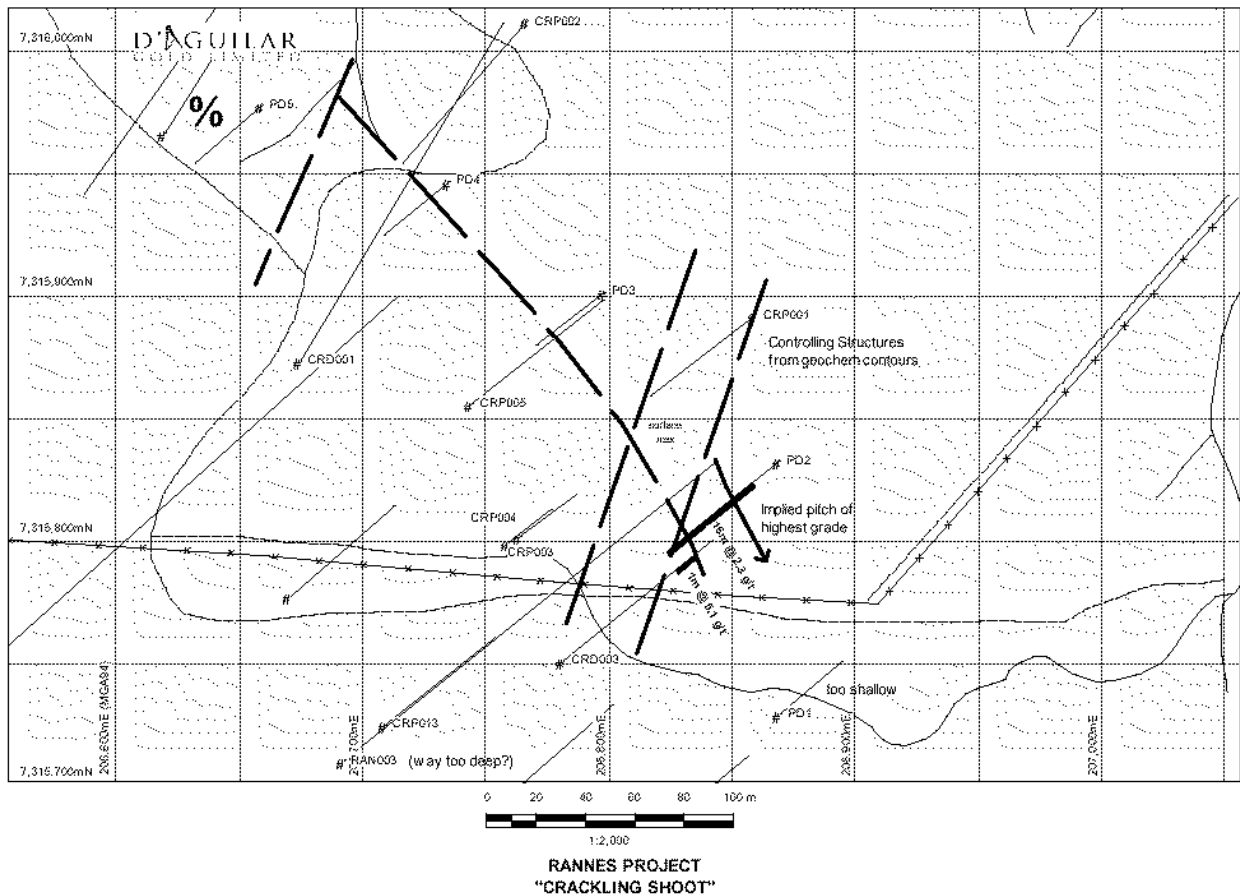 CRP002
7,316,000mN
D'AGUILAR
GOLD LIMITED
%
PD5
PD4
7,315,900mN
PD3
CRP001
Controlling Structures
from geochem contours
CRD001
CRP005
surface
max
PD2
CRP004
Implied pitch of
highest grade
7,315,800mN
CRP003
16m @ 2.3 g/t
1m @ 5.1 g/t
CRD003
too shallow
PD1
CRP013
RAN003 (way too deep?)
7,315,700mN
206,600mE (MGA94)
206,800mE
206,900mE
207,000mE
0 20 40 60 80 100 m
1:2,000
RANNES PROJECT
"CRACKLING SHOOT"